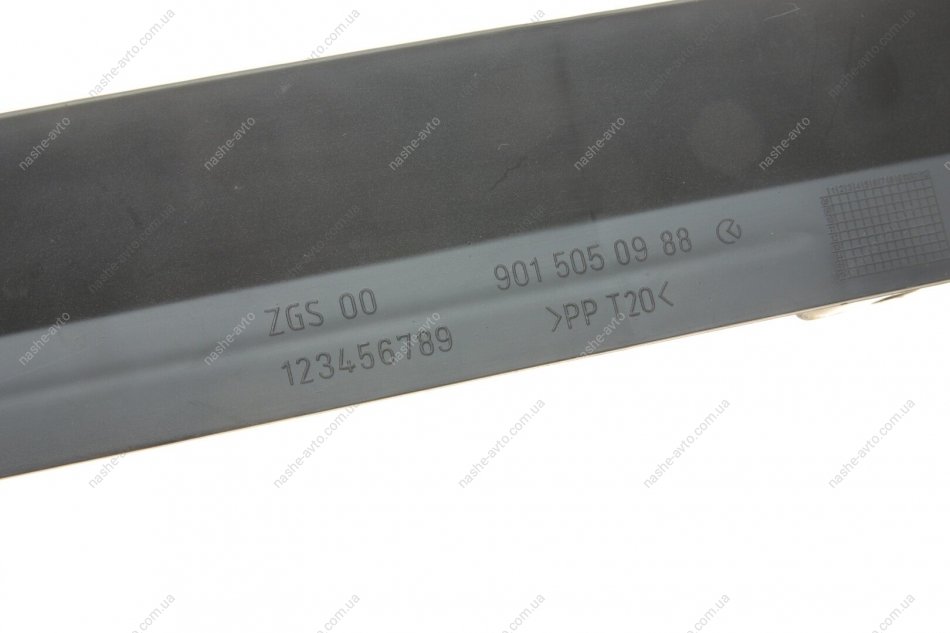 ZGS 00 901 505 09 88
123456789 >PP T20<
nashe-avto.com.ua